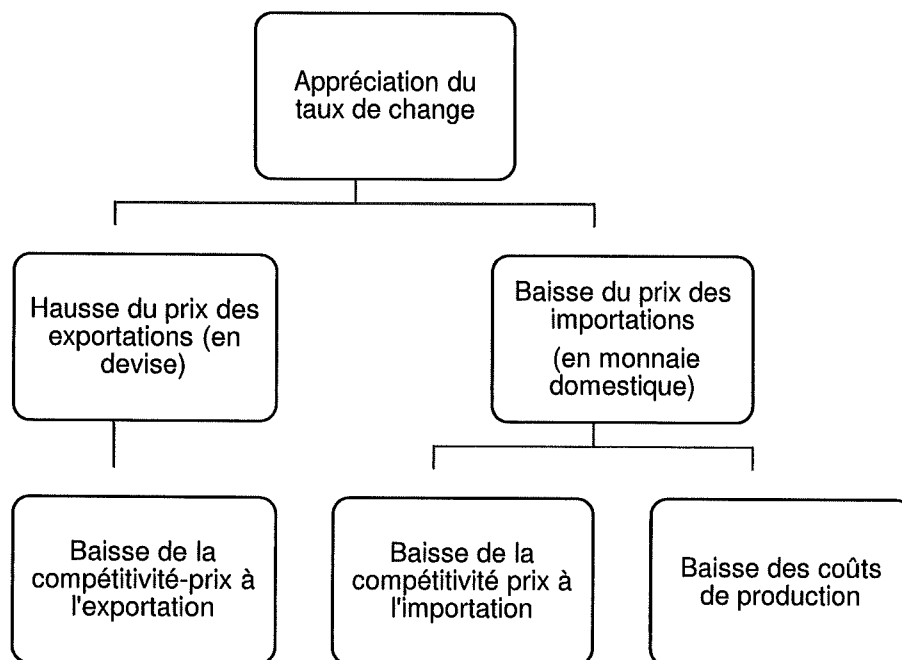 Appréciation du
taux de change
Hausse du prix des
exportations (en
devise)
Baisse du prix des
importations
(en monnaie
domestique)
Baisse de la
compétitivité-prix à
l'exportation
Baisse de la
compétitivité prix à
l'importation
Baisse des coûts
de production